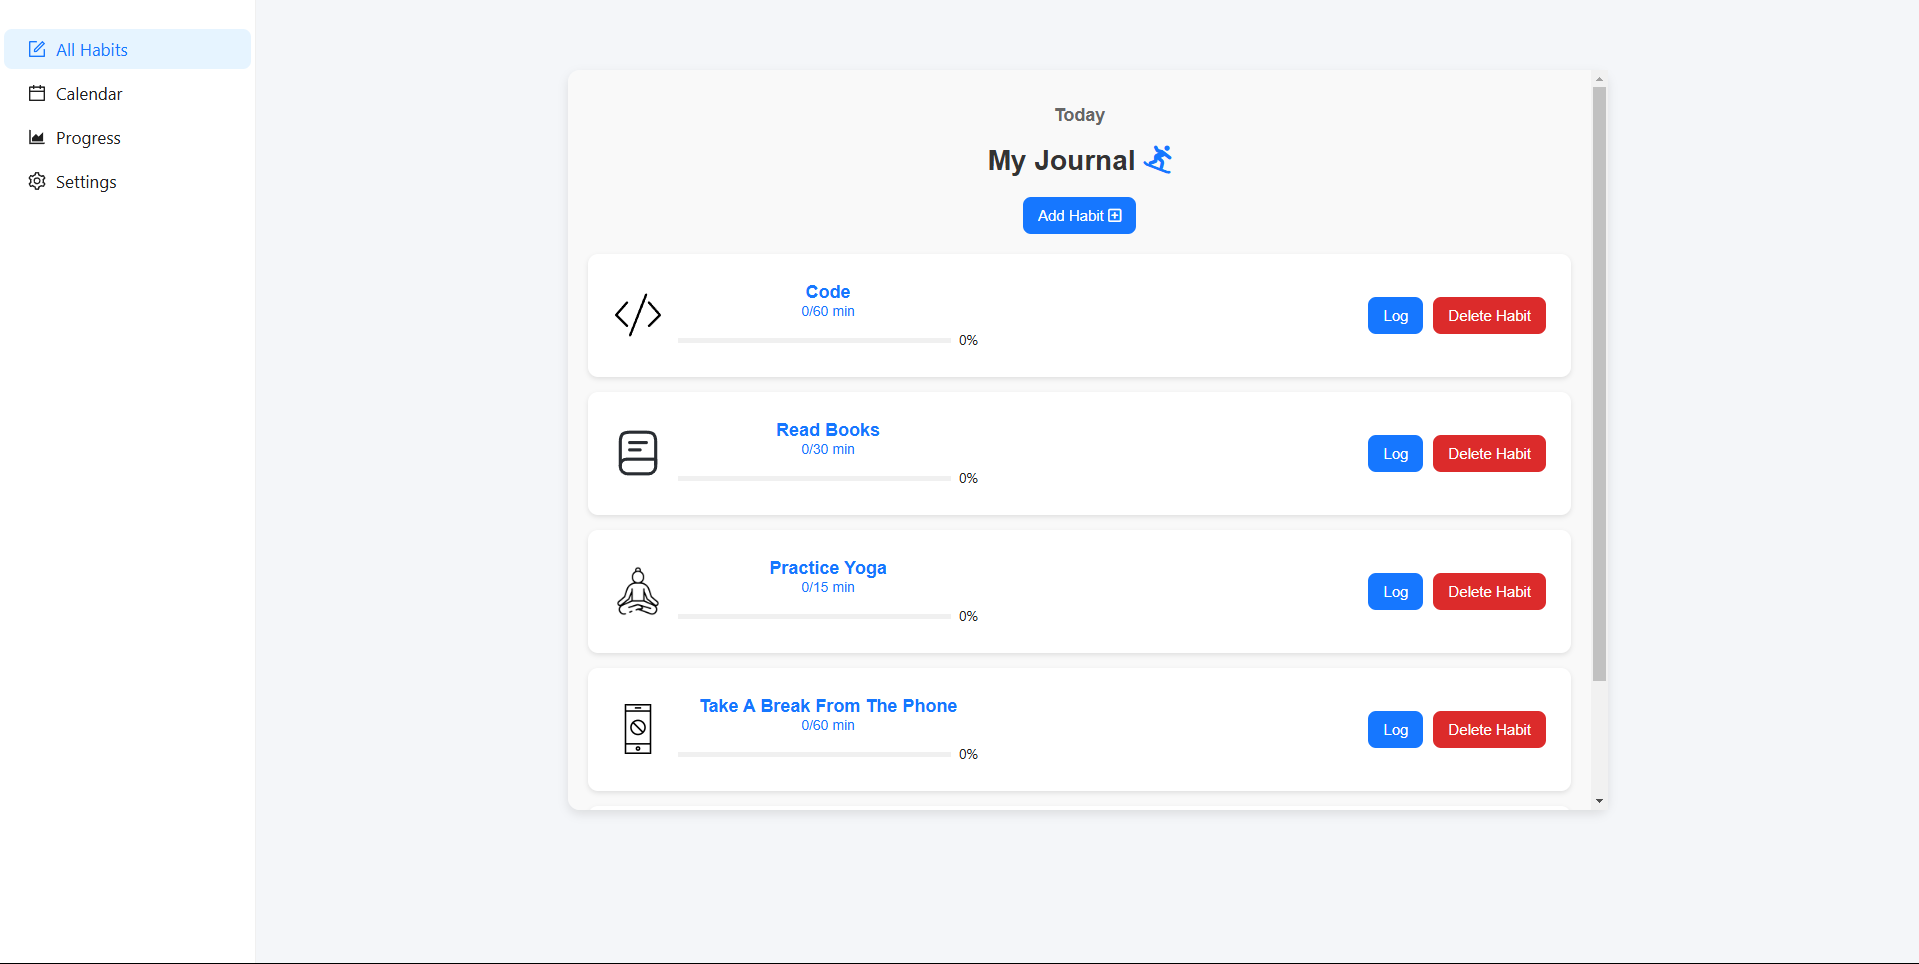 All Habits
Calendar
Progress
Settings
Today
My Journal
Add Habit
Code
0/60 min
0%
Log
Delete Habit
Read Books
0/30 min
0%
Log
Delete Habit
Practice Yoga
0/15 min
0%
Log
Delete Habit
Take A Break From The Phone
0/60 min
0%
Log
Delete Habit